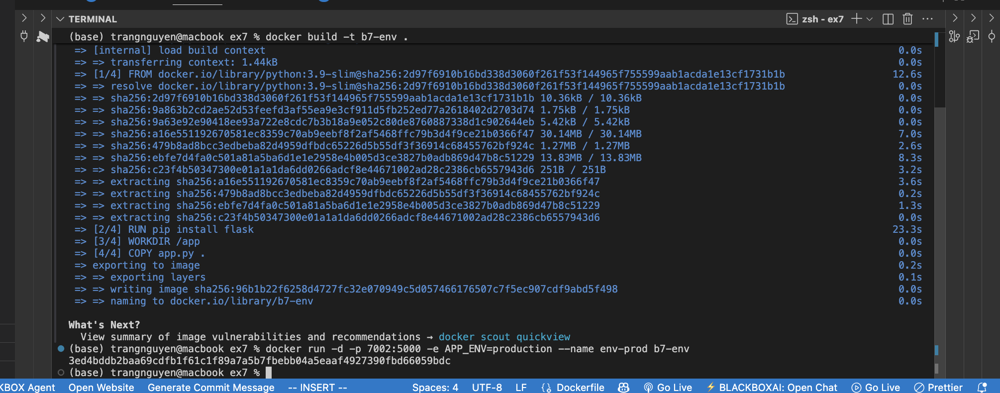 TERMINAL
zsh - ex7
(base) trangnguyen@macbook ex7 % docker build -t b7-env .
=> [internal] load build context 0.0s
=> => transferring context: 1.44kB 0.0s
=> [1/4] FROM docker.io/library/python:3.9-slim@sha256:2d97f6910b16bd338d3060f261f53f144965f755599aab1acda1e13cf1731b1b 12.6s
=> => resolve docker.io/library/python:3.9-slim@sha256:2d97f6910b16bd338d3060f261f53f144965f755599aab1acda1e13cf1731b1b 0.0s
=> => sha256:2d97f6910b16bd338d3060f261f53f144965f755599aab1acda1e13cf1731b1b 10.36kB / 10.36kB 0.0s
=> => sha256:9a863b2cd2ae52d53feefd3af55ea9e3cf911d5fb252ed77a2618402d2703d74 1.75kB / 1.75kB 0.0s
=> => sha256:9a63e92e90418ee93a722e8cdc7b3b18a9e052c80de8760887338d1c902644eb 5.42kB / 5.42kB 0.0s
=> => sha256:a16e551192670581ec8359c70ab9eebf8f2af5468ffc79b3d4f9ce21b0366f47 30.14MB / 30.14MB 7.0s
=> => sha256:479b8ad8bcc3edbeba82d4959dfbdc65226d5b55df3f36914c68455762bf924c 1.27MB / 1.27MB 2.6s
=> => sha256:ebfe7d4fa0c501a81a5ba6d1e1e2958e4b005d3ce3827b0adb869d47b8c51229 13.83MB / 13.83MB 8.3s
=> => sha256:c23f4b50347300e01a1a1da6dd0266adcf8e44671002ad28c2386cb6557943d6 251B / 251B 3.2s
=> => extracting sha256:a16e551192670581ec8359c70ab9eebf8f2af5468ffc79b3d4f9ce21b0366f47 3.6s
=> => extracting sha256:479b8ad8bcc3edbeba82d4959dfbdc65226d5b55df3f36914c68455762bf924c 0.2s
=> => extracting sha256:ebfe7d4fa0c501a81a5ba6d1e1e2958e4b005d3ce3827b0adb869d47b8c51229 1.3s
=> => extracting sha256:c23f4b50347300e01a1a1da6dd0266adcf8e44671002ad28c2386cb6557943d6 0.0s
=> [2/4] RUN pip install flask 23.3s
=> [3/4] WORKDIR /app 0.0s
=> [4/4] COPY app.py . 0.0s
=> exporting to image 0.2s
=> => exporting layers 0.1s
=> => writing image sha256:96b1b22f6258d4727fc32e070949c5d057466176507c7f5ec907cdf9abd5f498 0.0s
=> => naming to docker.io/library/b7-env 0.0s
What's Next?
View summary of image vulnerabilities and recommendations → docker scout quickview
(base) trangnguyen@macbook ex7 % docker run -d -p 7002:5000 -e APP_ENV=production --name env-prod b7-env
3ed4bddb2baa69cdfb1f61c1f89a7a5b7fbebb04a5eaaf4927390fbd66059bdc
(base) trangnguyen@macbook ex7 %
KBOX Agent Open Website Generate Commit Message -- INSERT -- Spaces: 4 UTF-8 LF Dockerfile Go Live BLACKBOXAI: Open Chat Go Live Prettier